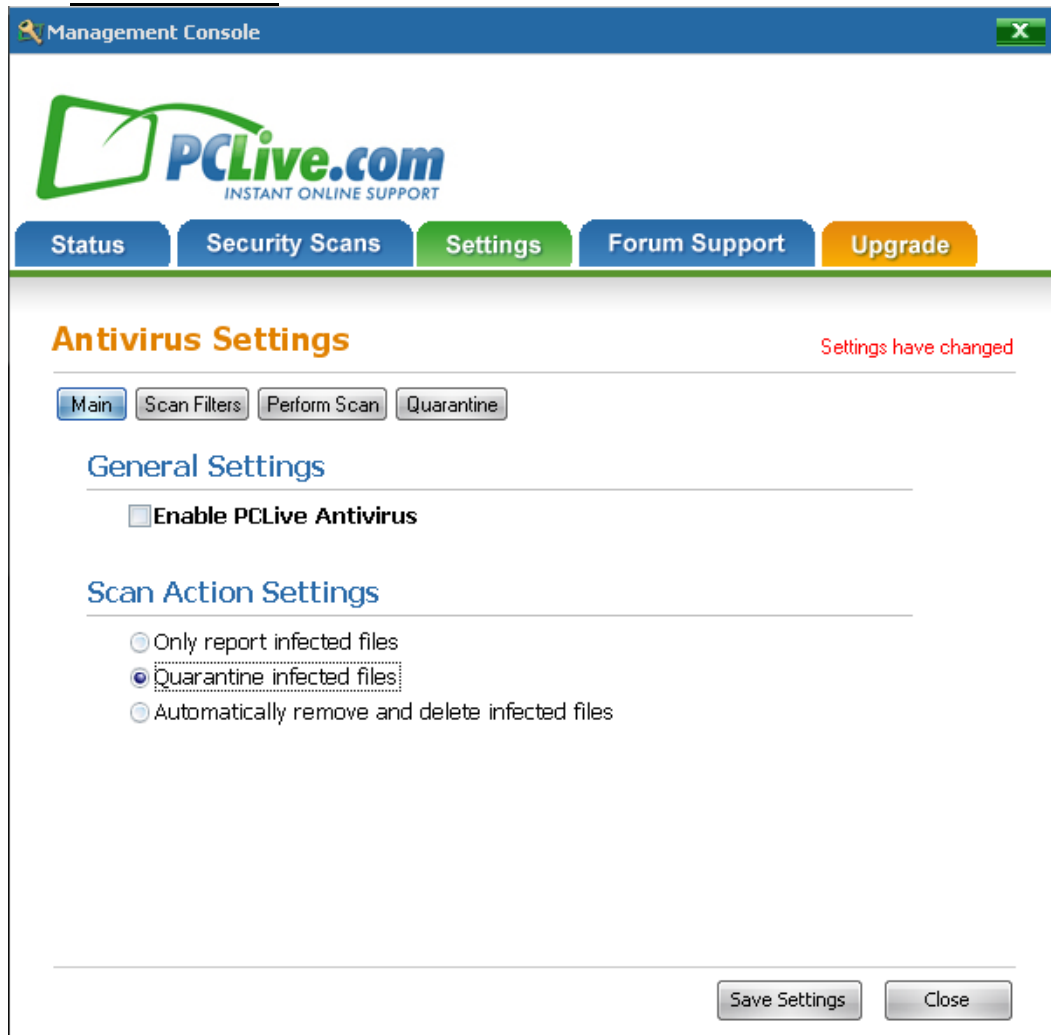 Management Console
X
PCLive.com
INSTANT ONLINE SUPPORT
Status Security Scans Settings Forum Support Upgrade
Antivirus Settings
Settings have changed
Main Scan Filters Perform Scan Quarantine
General Settings
Enable PCLive Antivirus
Scan Action Settings
Only report infected files
Quarantine infected files
Automatically remove and delete infected files
Save Settings Close